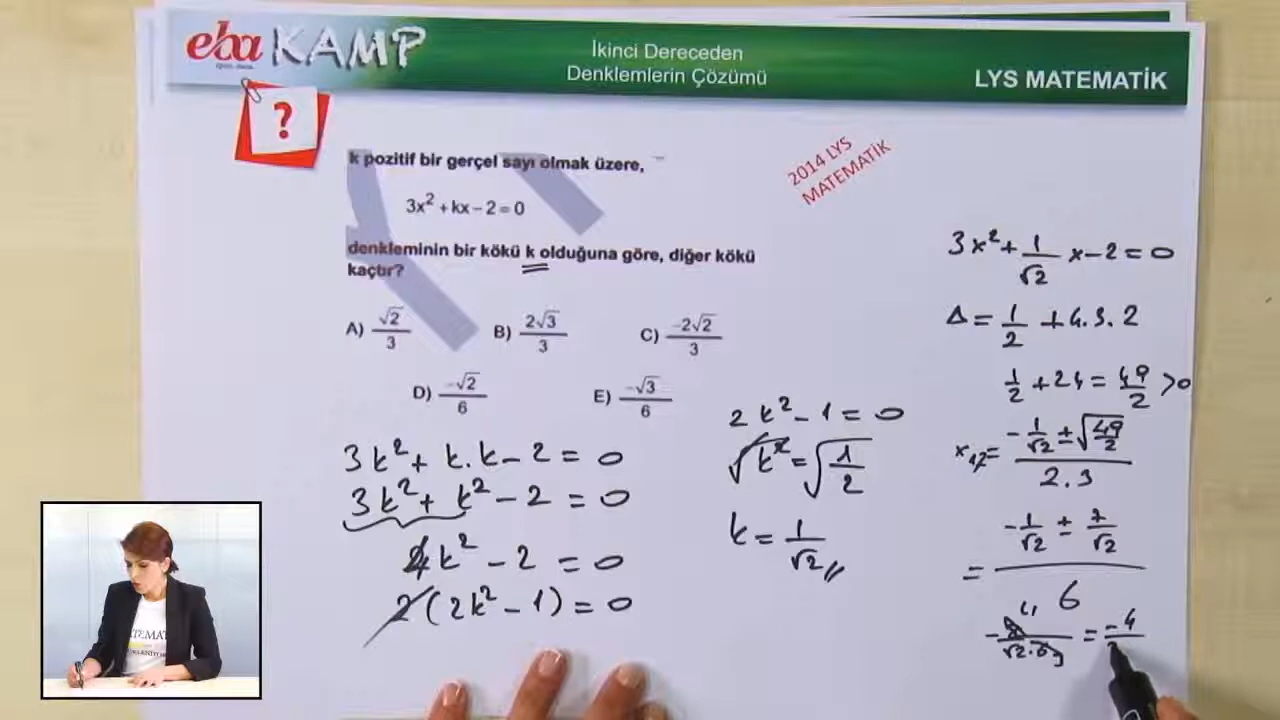 eba KAMP
İkinci Dereceden
Denklemlerin Çözümü
LYS MATEMATİK
?
2014 LYS
MATEMATİK
k pozitif bir gerçel sayı olmak üzere,
3x² + kx − 2 = 0
denkleminin bir kökü k olduğuna göre, diğer kökü
kaçtır?
A) √2/3 B) 2√3/3 C) -2√2/3
D) -√2/6 E) -√3/6
3k² + k.k − 2 = 0
3k² + k² − 2 = 0
4k² − 2 = 0
2(2k² − 1) = 0
2k² − 1 = 0
√k² = √1/2
k = 1/√2
3x² + 1/√2 x − 2 = 0
Δ = 1/2 + 4.3.2
1/2 + 24 = 49/2 > 0
x₁,₂ = (-1/√2 ± √49/2)/2.3
= (-1/√2 ± 7/√2)/6